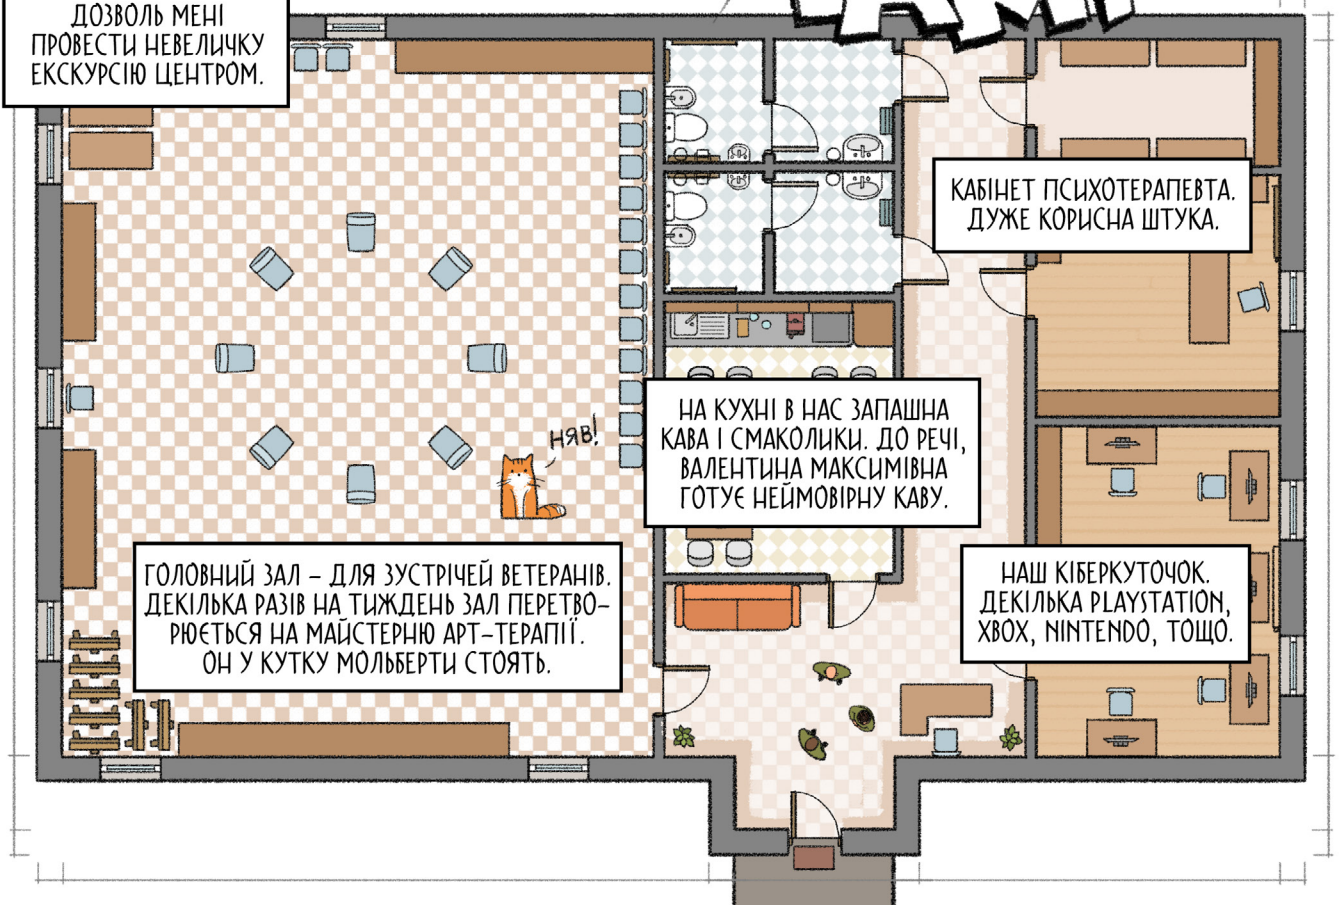 ДОЗВОЛЬ МЕНІ
ПРОВЕСТИ НЕВЕЛИЧКУ
ЕКСКУРСІЮ ЦЕНТРОМ.
КАБІНЕТ ПСИХОТЕРАПЕВТА.
ДУЖЕ КОРИСНА ШТУКА.
НА КУХНІ В НАС ЗАПАШНА
КАВА І СМАКОЛИКИ. ДО РЕЧІ,
ВАЛЕНТИНА МАКСИМІВНА
ГОТУЄ НЕЙМОВІРНУ КАВУ.
НЯВ!
ГОЛОВНИЙ ЗАЛ – ДЛЯ ЗУСТРІЧЕЙ ВЕТЕРАНІВ.
ДЕКІЛЬКА РАЗІВ НА ТИЖДЕНЬ ЗАЛ ПЕРЕТВО-
РЮЄТЬСЯ НА МАЙСТЕРНЮ АРТ-ТЕРАПІЇ.
ОН У КУТКУ МОЛЬБЕРТИ СТОЯТЬ.
НАШ КІБЕРКУТОЧОК.
ДЕКІЛЬКА PLAYSTATION,
XBOX, NINTENDO, ТОЩО.